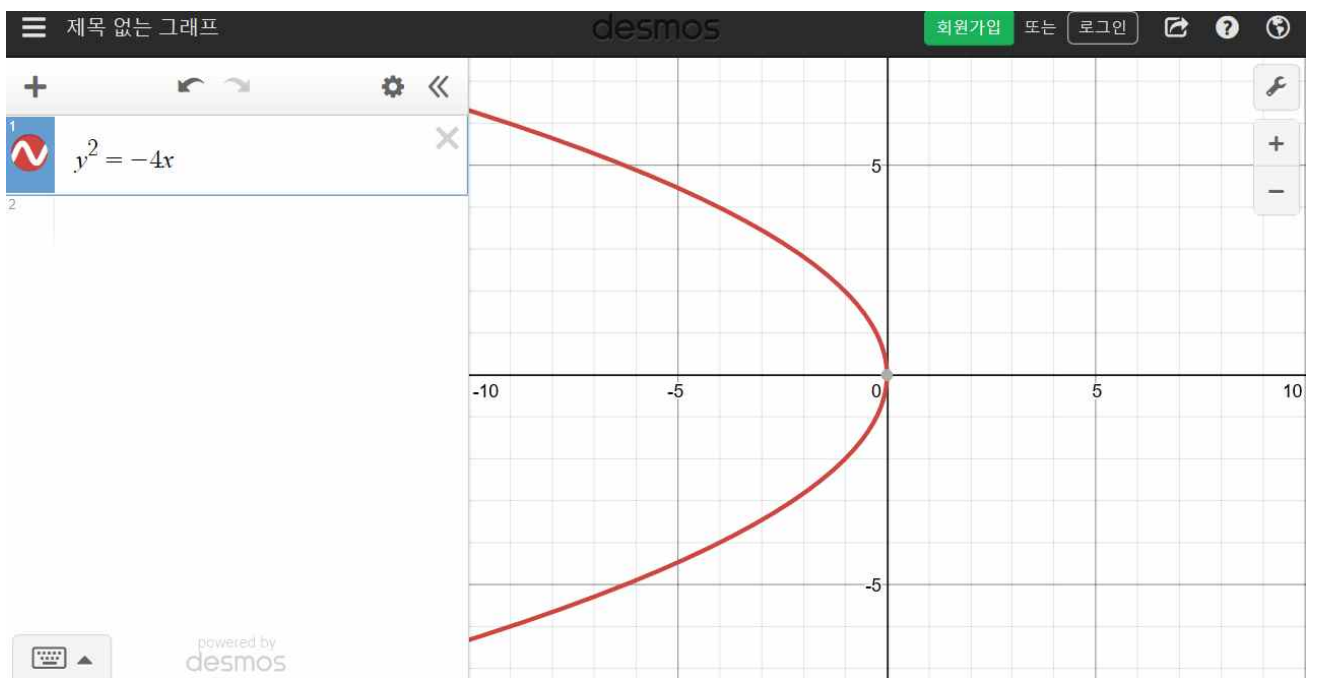 제목 없는 그래프
desmos
회원가입 또는 로그인
1
y² = −4x
2
5
-10 -5 0 5 10
-5
powered by
desmos